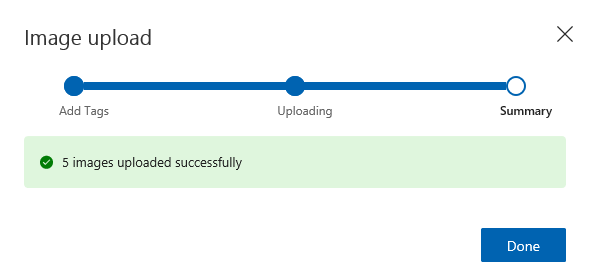 Image upload
Add Tags
Uploading
Summary
5 images uploaded successfully
Done